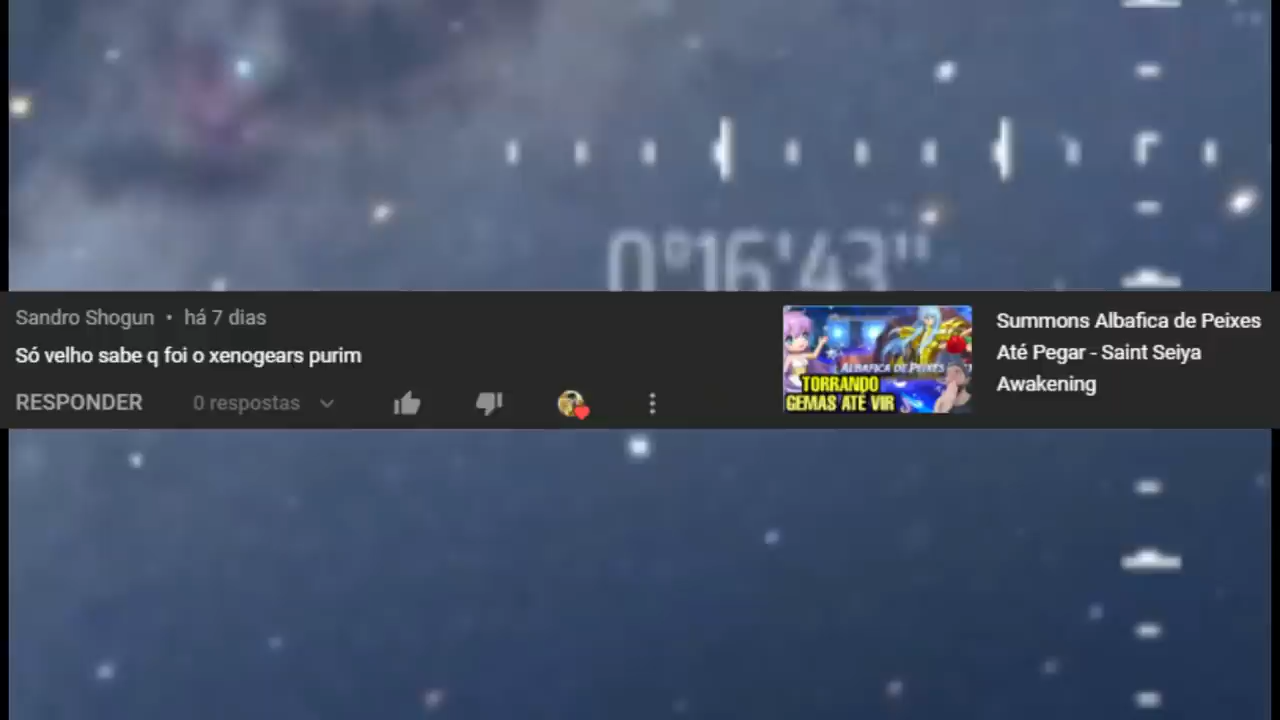 0°16'43"
Sandro Shogun • há 7 dias
Só velho sabe q foi o xenogears purim
RESPONDER 0 respostas
ALBAFICA DE PEIXES
TORRANDO
GEMAS ATÉ VIR
Summons Albafica de Peixes
Até Pegar - Saint Seiya
Awakening